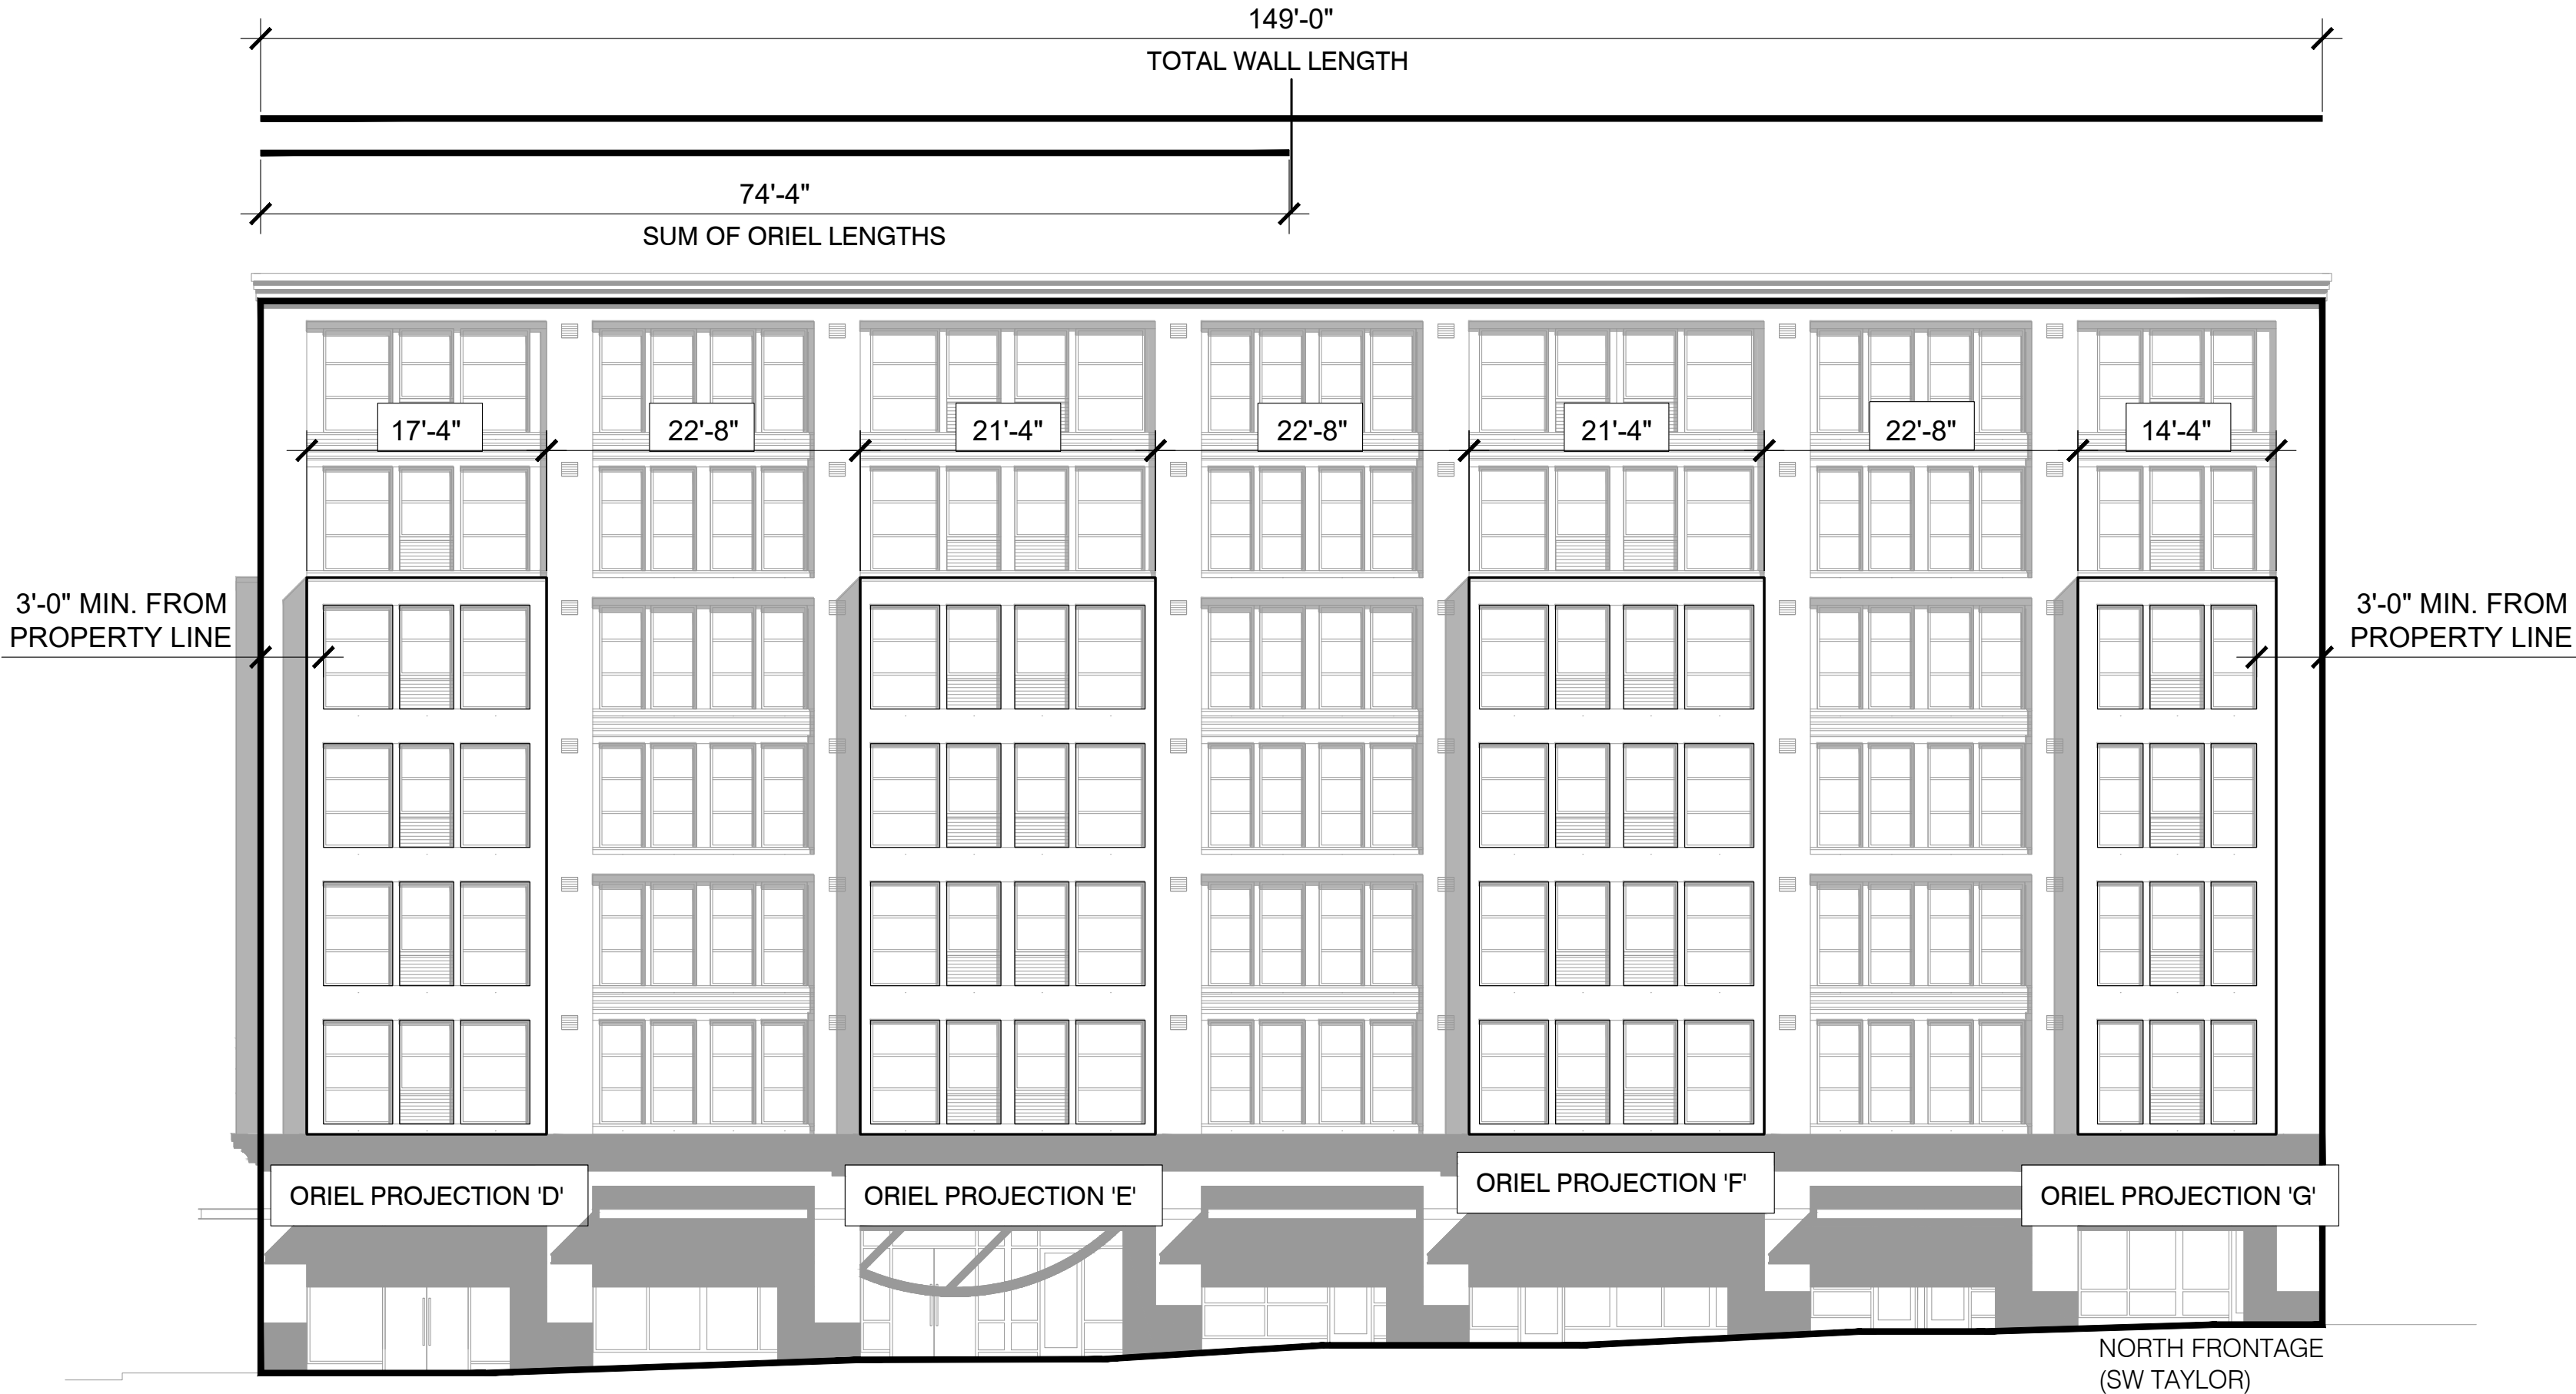 149'-0"
TOTAL WALL LENGTH
74'-4"
SUM OF ORIEL LENGTHS
17'-4"
22'-8"
21'-4"
22'-8"
21'-4"
22'-8"
14'-4"
3'-0" MIN. FROM
PROPERTY LINE
3'-0" MIN. FROM
PROPERTY LINE
ORIEL PROJECTION 'D'
ORIEL PROJECTION 'E'
ORIEL PROJECTION 'F'
ORIEL PROJECTION 'G'
NORTH FRONTAGE
(SW TAYLOR)